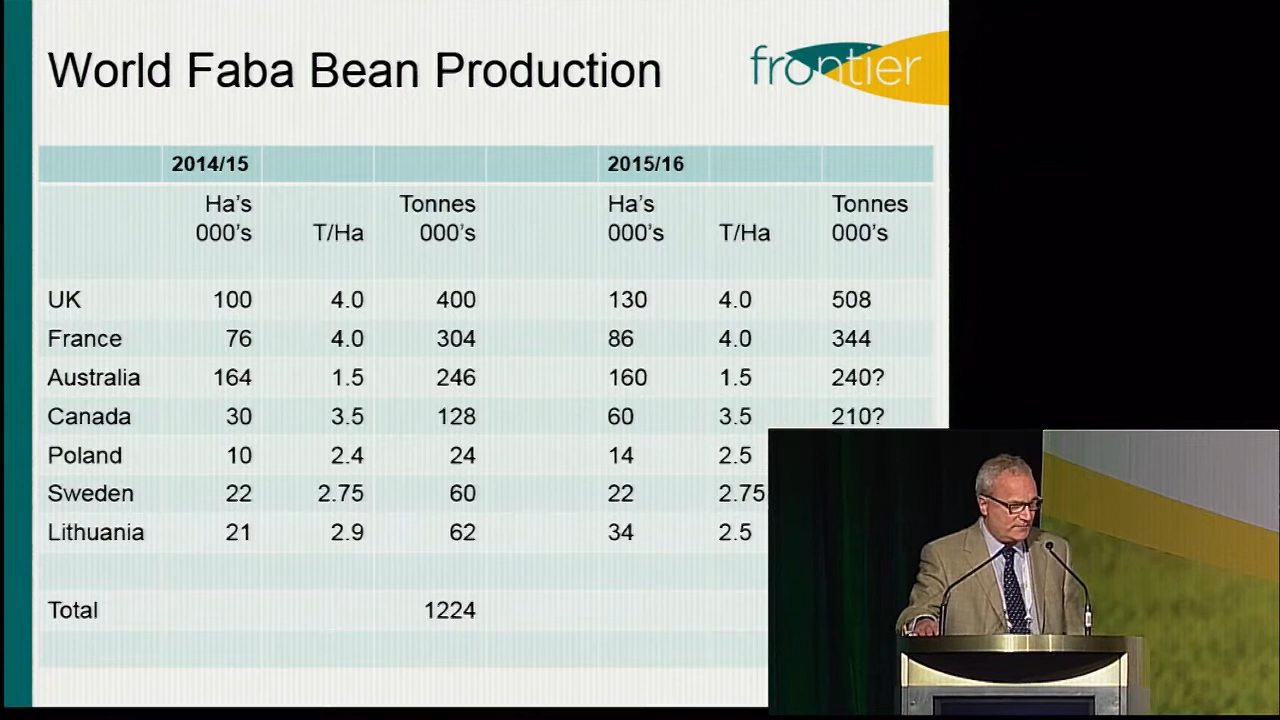 World Faba Bean Production
frontier
2014/15 2015/16
Ha's Tonnes Ha's Tonnes
000's T/Ha 000's 000's T/Ha 000's
UK 100 4.0 400 130 4.0 508
France 76 4.0 304 86 4.0 344
Australia 164 1.5 246 160 1.5 240?
Canada 30 3.5 128 60 3.5 210?
Poland 10 2.4 24 14 2.5
Sweden 22 2.75 60 22 2.75
Lithuania 21 2.9 62 34 2.5
Total 1224